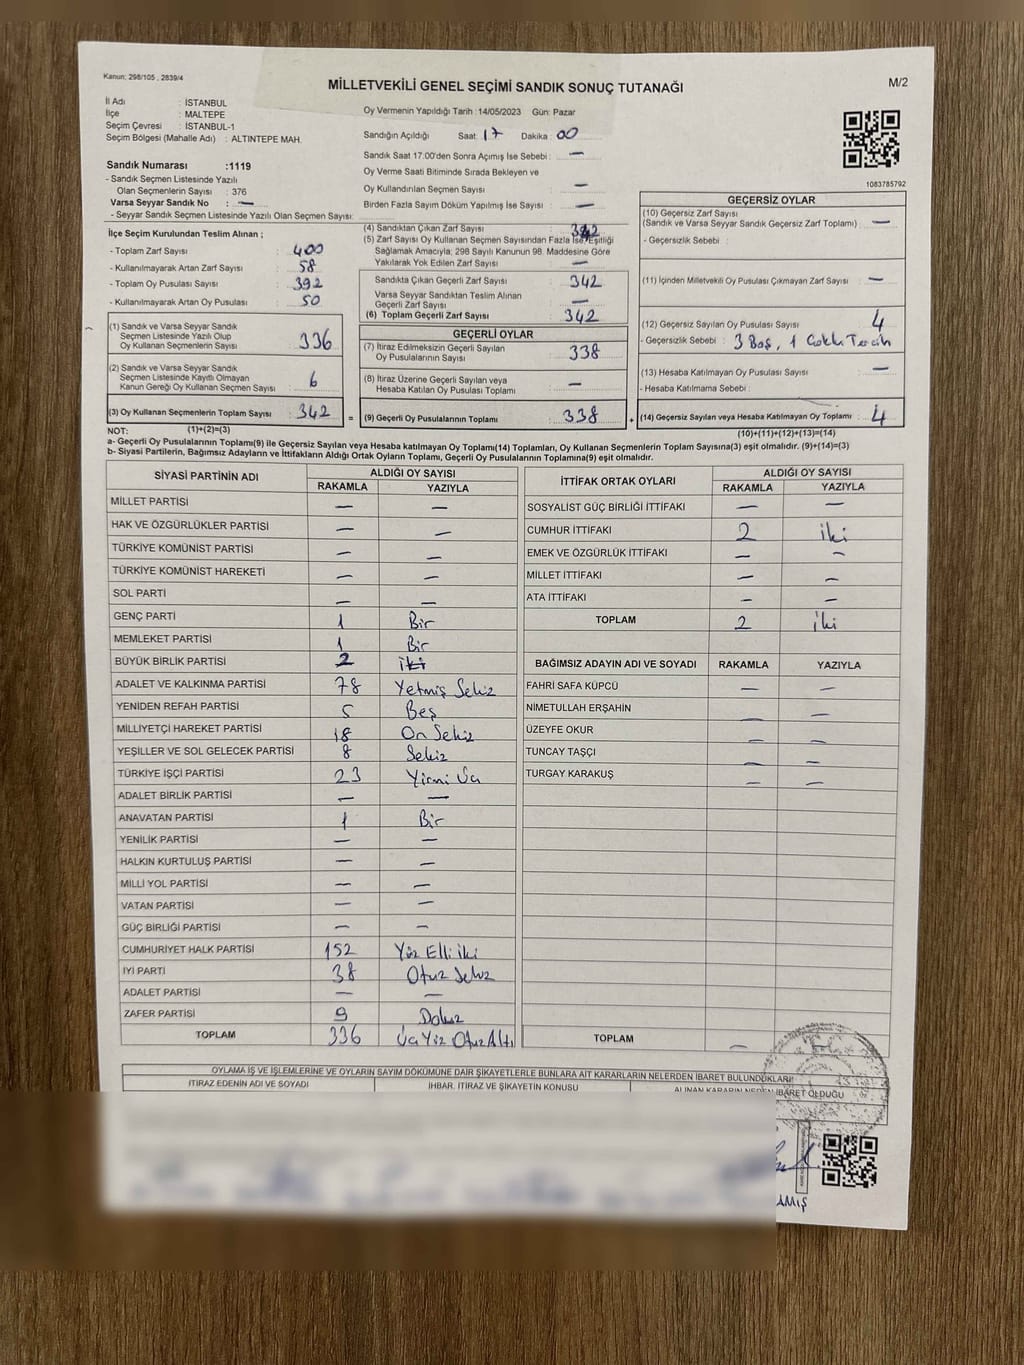 Kanun: 298/105 , 2839/4
MİLLETVEKİLİ GENEL SEÇİMİ SANDIK SONUÇ TUTANAĞI
M/2
İl Adı : İSTANBUL
İlçe : MALTEPE
Seçim Çevresi : İSTANBUL-1
Seçim Bölgesi (Mahalle Adı) : ALTINTEPE MAH.
Sandık Numarası :1119
- Sandık Seçmen Listesinde Yazılı
Olan Seçmenlerin Sayısı : 376
Varsa Seyyar Sandık No : —
- Seyyar Sandık Seçmen Listesinde Yazılı Olan Seçmen Sayısı:
İlçe Seçim Kurulundan Teslim Alınan ;
- Toplam Zarf Sayısı : 400
- Kullanılmayarak Artan Zarf Sayısı : 58
- Toplam Oy Pusulası : 392
- Kullanılmayarak Artan Oy Pusulası : 50
(1) Sandık ve Varsa Seyyar Sandık
Seçmen Listesinde Yazılı Olup
Oy Kullanan Seçmenlerin Sayısı : 336
(2) Sandık ve Varsa Seyyar Sandık
Seçmen Listesinde Kayıtlı Olmayan
Kanun Gereği Oy Kullanan Seçmen Sayısı : 6
(3) Oy Kullanan Seçmenlerin Toplam Sayısı : 342
Oy Vermenin Yapıldığı Tarih : 14/05/2023 Gün: Pazar
Sandığın Açıldığı Saat : 17 Dakika : 00
Sandık Saat 17:00'den Sonra Açımış İse Sebebi : —
Oy Verme Saati Bitiminde Sırada Bekleyen ve
Oy Kullandırılan Seçmen Sayısı : —
Birden Fazla Sayım Döküm Yapılmış İse Sayısı : —
(4) Sandıktan Çıkan Zarf Sayısı : 342
(5) Zarf Sayısı Oy Kullanan Seçmen Sayısından Fazla İse, Eşitliği
Sağlamak Amacıyla; 298 Sayılı Kanunun 98. Maddesine Göre
Yakılarak Yok Edilen Zarf Sayısı : —
Sandıkta Çıkan Geçerli Zarf Sayısı : 342
Varsa Seyyar Sandıktan Teslim Alınan
Geçerli Zarf Sayısı : —
(6) Toplam Geçerli Zarf Sayısı : 342
GEÇERLİ OYLAR
(7) İtiraz Edilmeksizin Geçerli Sayılan
Oy Pusulalarının Sayısı : 338
(8) İtiraz Üzerine Geçerli Sayılan veya
Hesaba Katılan Oy Pusulası Sayısı : —
= (9) Geçerli Oy Pusulalarının Toplamı : 338
1083785792
GEÇERSİZ OYLAR
(10) Geçersiz Zarf Sayısı
(Sandık ve Varsa Seyyar Sandık Geçersiz Zarf Toplamı) : —
- Geçersizlik Sebebi :
(11) İçinden Milletvekili Oy Pusulası Çıkmayan Zarf Sayısı : —
(12) Geçersiz Sayılan Oy Pusulası Sayısı : 4
- Geçersizlik Sebebi : 3 Boş, 1 Çoklu Tercih
(13) Hesaba Katılmayan Oy Pusulası Sayısı : —
- Hesaba Katılmama Sebebi :
+ (14) Geçersiz Sayılan veya Hesaba Katılmayan Oy Toplamı : 4
NOT: (1)+(2)=(3) (10)+(11)+(12)+(13)=(14)
a- Geçerli Oy Pusulalarının Toplamı(9) ile Geçersiz Sayılan veya Hesaba katılmayan Oy Toplamı(14) Toplamları, Oy Kullanan Seçmenlerin Toplam Sayısına(3) eşit olmalıdır. (9)+(14)=(3)
b- Siyasi Partilerin, Bağımsız Adayların ve İttifakların Aldığı Oyların Toplamı, Geçerli Oy Pusulalarının Toplamına(9) eşit olmalıdır.
SİYASİ PARTİNİN ADI ALDIĞI OY SAYISI
RAKAMLA YAZIYLA
MİLLET PARTİSİ — —
HAK VE ÖZGÜRLÜKLER PARTİSİ — —
TÜRKİYE KOMÜNİST PARTİSİ — —
TÜRKİYE KOMÜNİST HAREKETİ — —
SOL PARTİ — —
GENÇ PARTİ 1 Bir
MEMLEKET PARTİSİ 1 Bir
BÜYÜK BİRLİK PARTİSİ 2 iki
ADALET VE KALKINMA PARTİSİ 78 Yetmiş Sekiz
YENİDEN REFAH PARTİSİ 5 Beş
MİLLİYETÇİ HAREKET PARTİSİ 18 On Sekiz
YEŞİLLER VE SOL GELECEK PARTİSİ 8 Sekiz
TÜRKİYE İŞÇİ PARTİSİ 23 Yirmi Üç
ADALET BİRLİK PARTİSİ — —
ANAVATAN PARTİSİ 1 Bir
YENİLİK PARTİSİ — —
HALKIN KURTULUŞ PARTİSİ — —
MİLLİ YOL PARTİSİ — —
VATAN PARTİSİ — —
GÜÇ BİRLİĞİ PARTİSİ — —
CUMHURİYET HALK PARTİSİ 152 Yüz Elli İki
İYİ PARTİ 38 Otuz Sekiz
ADALET PARTİSİ — —
ZAFER PARTİSİ 9 Dokuz
TOPLAM 336 Üç Yüz Otuz Altı
İTTİFAK ORTAK OYLARI ALDIĞI OY SAYISI
RAKAMLA YAZIYLA
SOSYALİST GÜÇ BİRLİĞİ İTTİFAKI — —
CUMHUR İTTİFAKI 2 iki
EMEK VE ÖZGÜRLÜK İTTİFAKI — —
MİLLET İTTİFAKI — —
ATA İTTİFAKI — —
TOPLAM 2 iki
BAĞIMSIZ ADAYIN ADI VE SOYADI RAKAMLA YAZIYLA
FAHRİ SAFA KÜPCÜ — —
NİMETULLAH ERŞAHİN — —
ÜZEYFE OKUR — —
TUNCAY TAŞÇI — —
TURGAY KARAKUŞ — —
TOPLAM —
OYLAMA İŞ VE İŞLEMLERİNE VE OYLARIN SAYIM DÖKÜMÜNE DAİR ŞİKAYETLERLE BUNLARA AİT KARARLARIN NELERDEN İBARET BULUNDUKLARI
İTİRAZ EDENİN ADI VE SOYADI İHBAR, İTİRAZ VE ŞİKAYETİN KONUSU ALINAN KARARIN NEDEN İBARET OLDUĞU